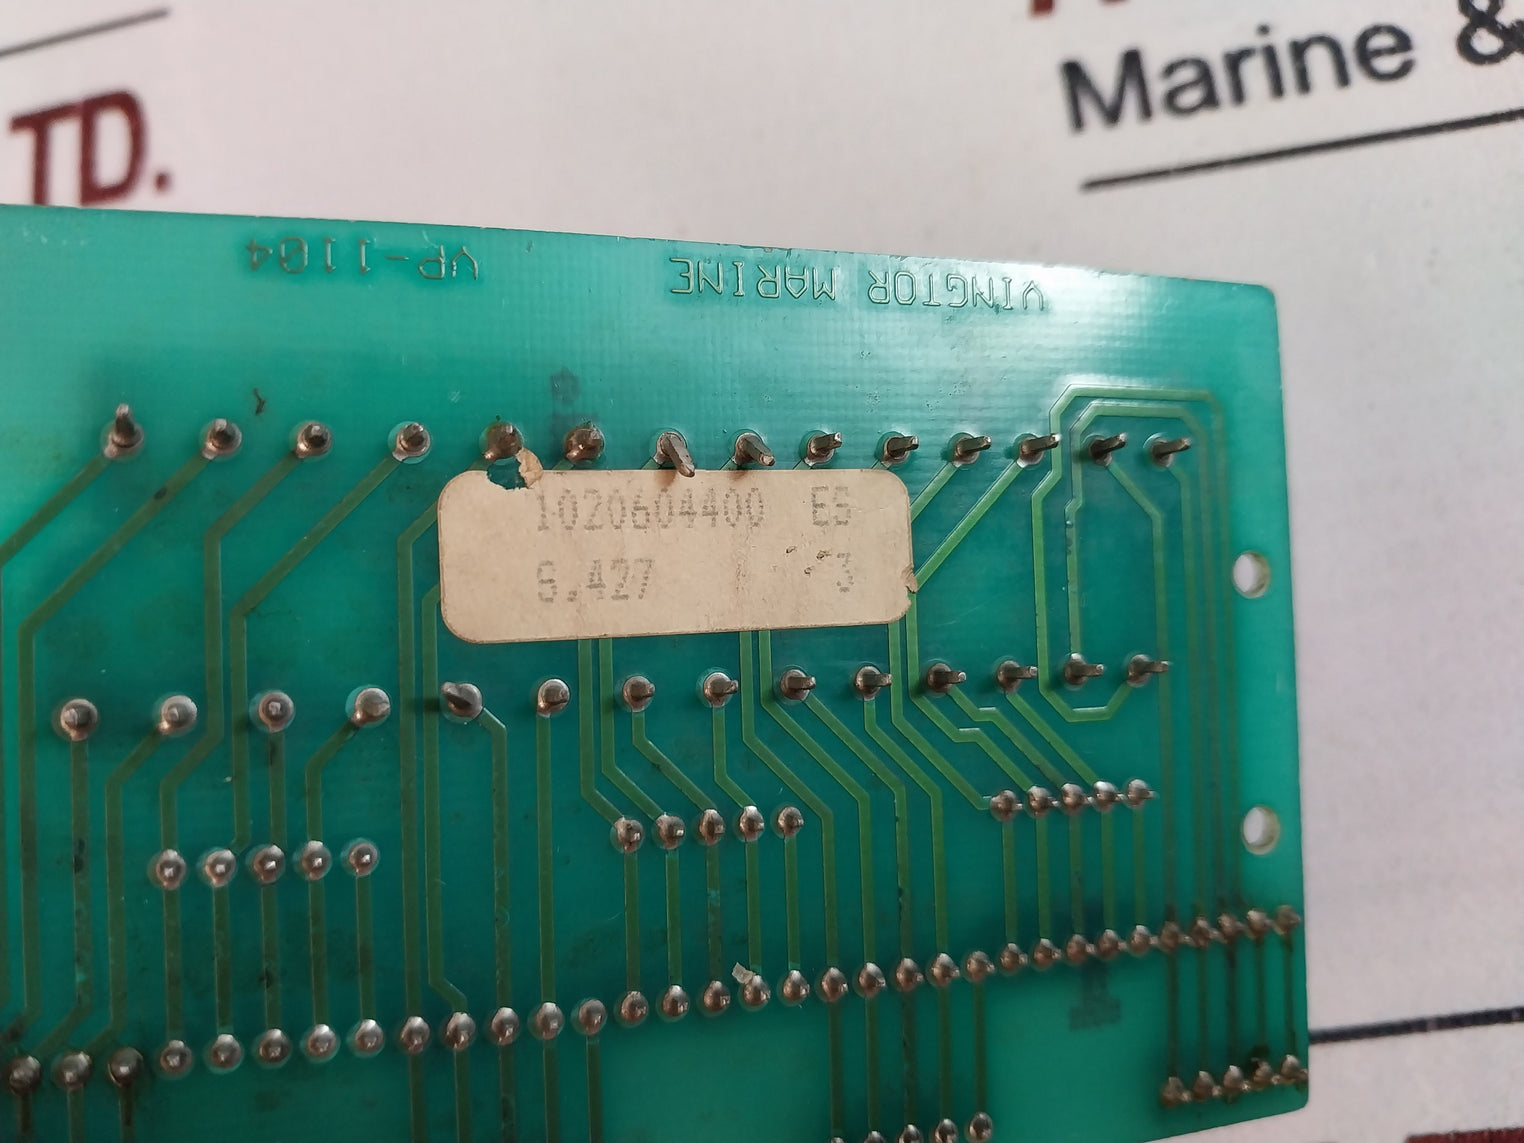 TD.
Marine &
VP-1104
VINGTOR MARINE
1020604400 ES
S.427 3